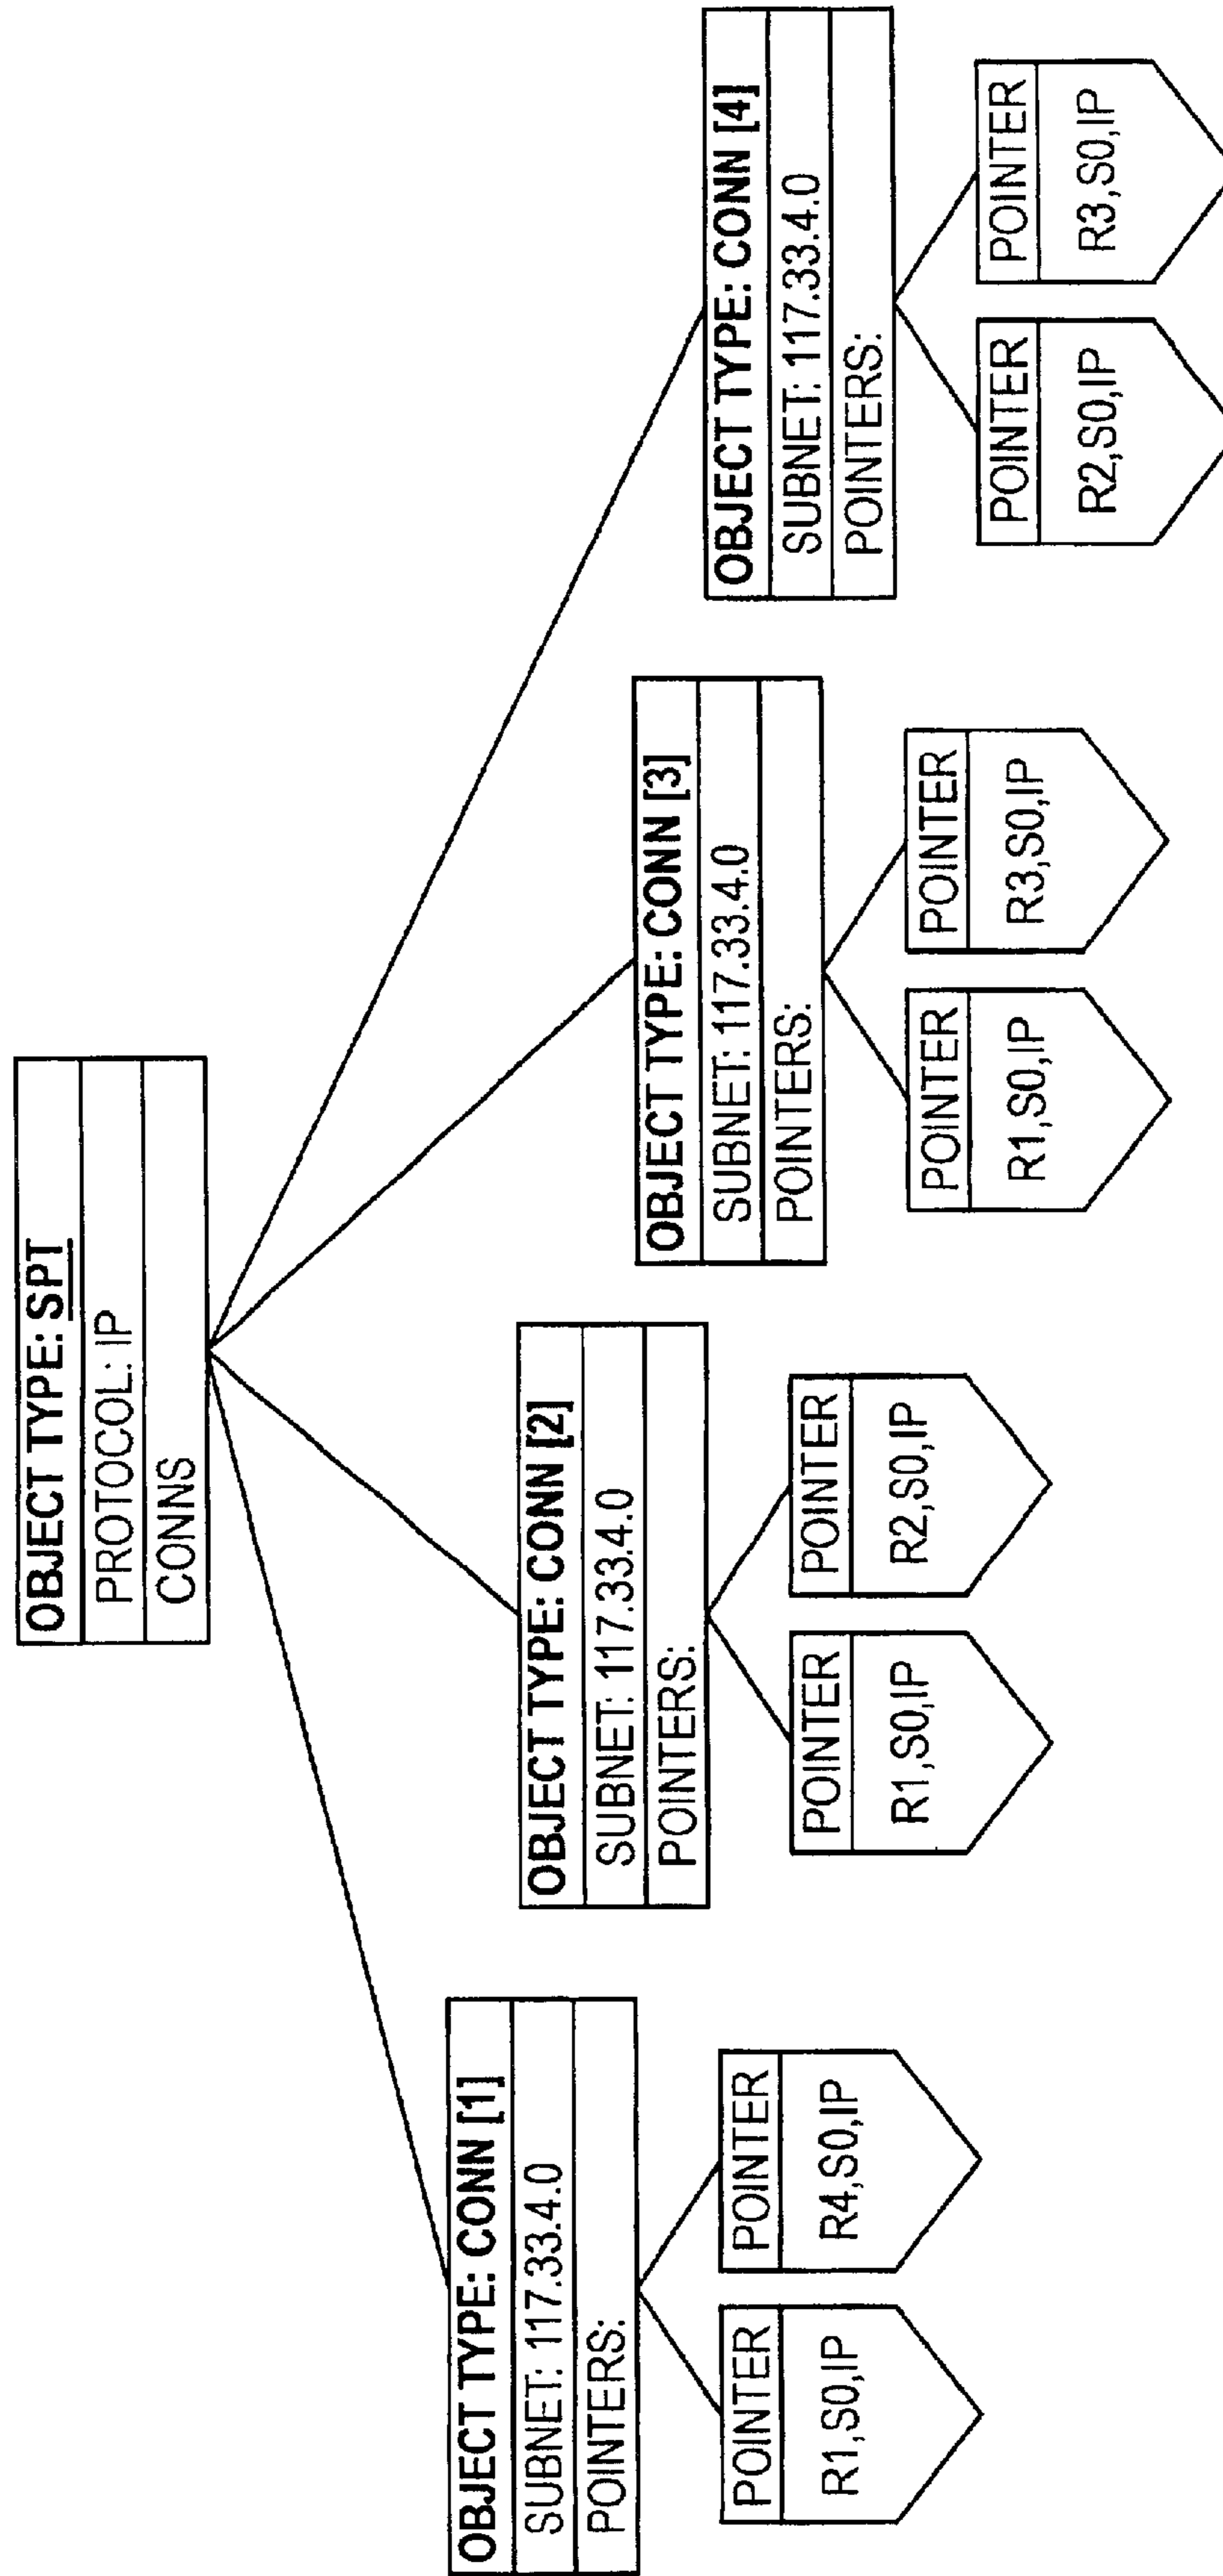 OBJECT TYPE: SPT
PROTOCOL: IP
CONNS
OBJECT TYPE: CONN [1]
SUBNET: 117.33.4.0
POINTERS:
POINTER
R1,S0,IP
POINTER
R4,S0,IP
OBJECT TYPE: CONN [2]
SUBNET: 117.33.4.0
POINTERS:
POINTER
R1,S0,IP
POINTER
R2,S0,IP
OBJECT TYPE: CONN [3]
SUBNET: 117.33.4.0
POINTERS:
POINTER
R1,S0,IP
POINTER
R3,S0,IP
OBJECT TYPE: CONN [4]
SUBNET: 117.33.4.0
POINTERS:
POINTER
R2,S0,IP
POINTER
R3,S0,IP